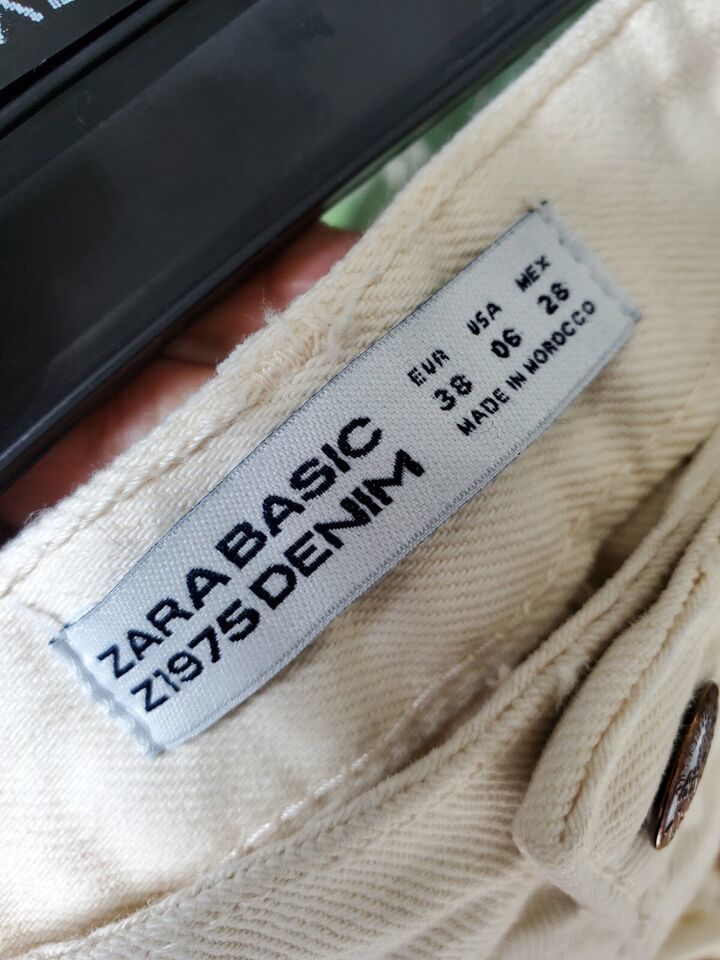 ZARA BASIC
Z1975 DENIM
EUR USA MEX
38 06 28
MADE IN MOROCCO